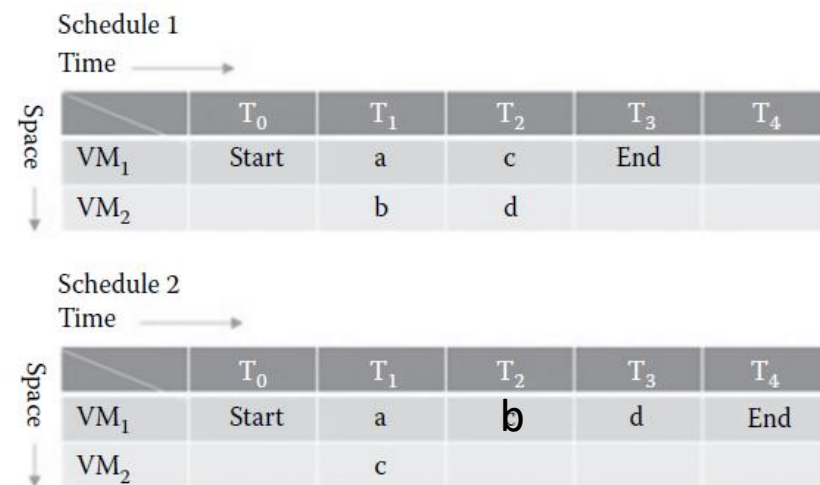 Schedule 1
Time
Space
T₀ T₁ T₂ T₃ T₄
VM₁ Start a c End
VM₂ b d
Schedule 2
Time
Space
T₀ T₁ T₂ T₃ T₄
VM₁ Start a b d End
VM₂ c